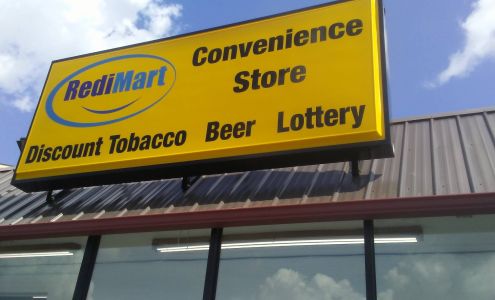 RediMart
Convenience
Store
Discount Tobacco Beer Lottery